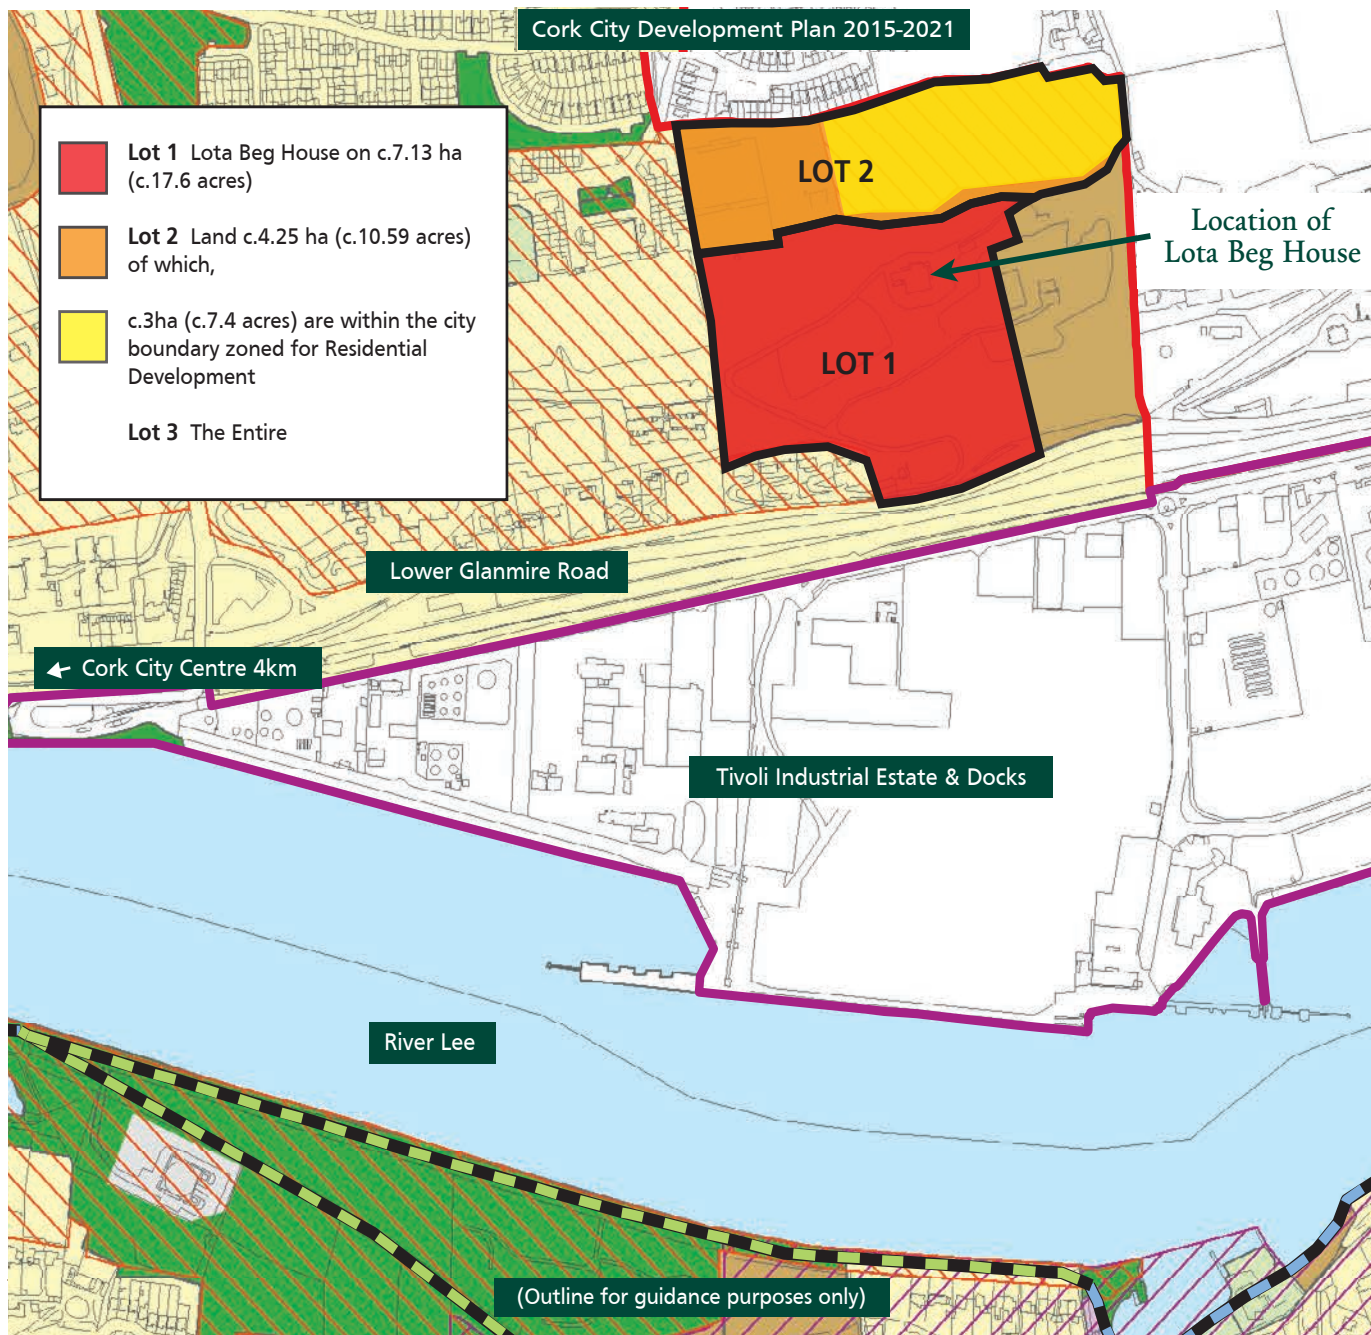 Cork City Development Plan 2015-2021
Lot 1 Lota Beg House on c.7.13 ha
(c.17.6 acres)
Lot 2 Land c.4.25 ha (c.10.59 acres)
of which,
c.3ha (c.7.4 acres) are within the city
boundary zoned for Residential
Development
Lot 3 The Entire
LOT 2
Location of
Lota Beg House
LOT 1
Lower Glanmire Road
Cork City Centre 4km
Tivoli Industrial Estate & Docks
River Lee
(Outline for guidance purposes only)